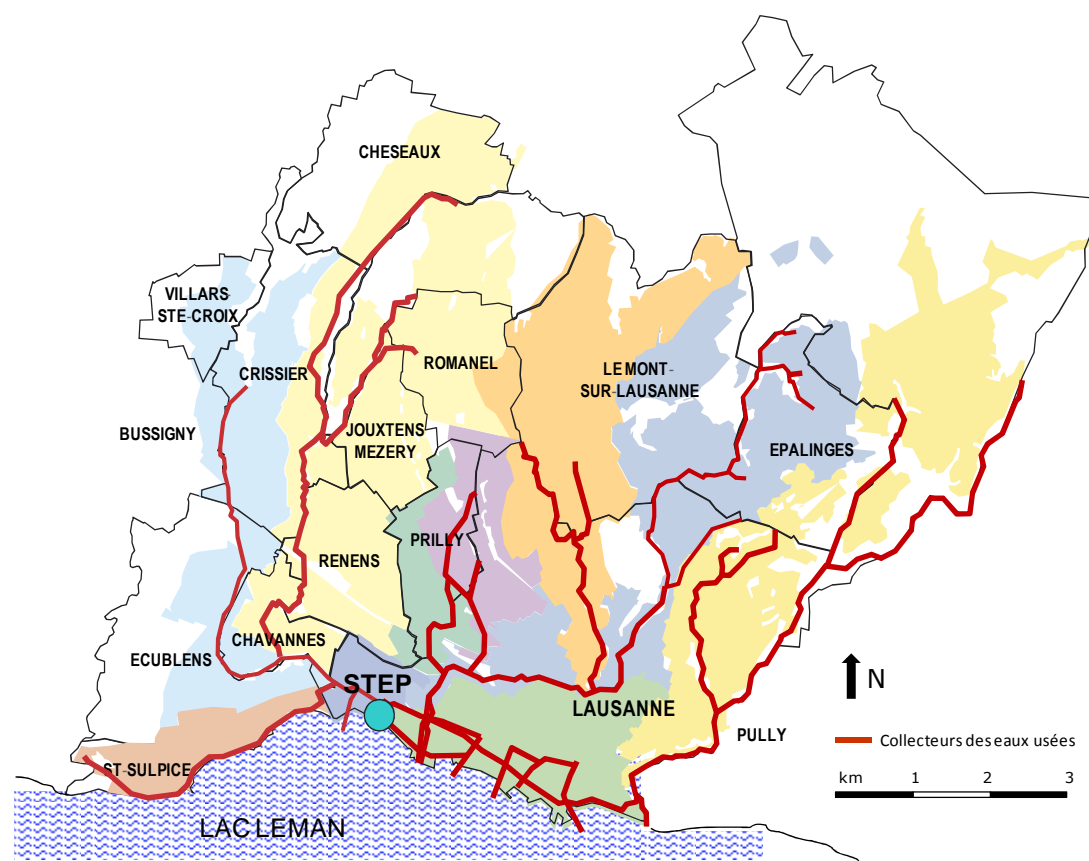 CHESEAUX
VILLARS-
STE-CROIX
CRISSIER
ROMANEL
LE MONT-
SUR-LAUSANNE
BUSSIGNY
JOUXTENS
MEZERY
EPALINGES
PRILLY
RENENS
CHAVANNES
ECUBLENS
STEP
LAUSANNE
N
PULLY
Collecteurs des eaux usées
ST-SULPICE
km 1 2 3
LAC LEMAN